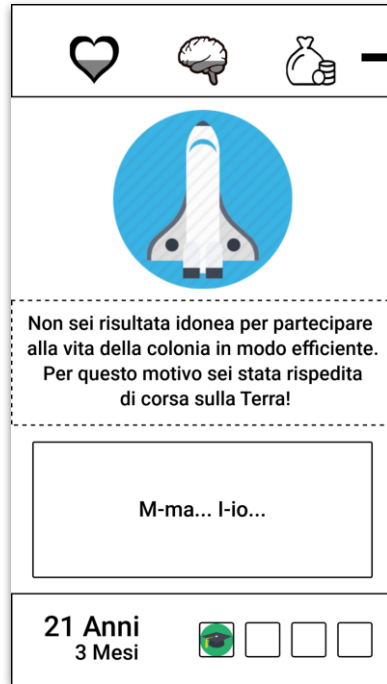 Non sei risultata idonea per partecipare
alla vita della colonia in modo efficiente.
Per questo motivo sei stata rispedita
di corsa sulla Terra!
M-ma... I-io...
21 Anni
3 Mesi